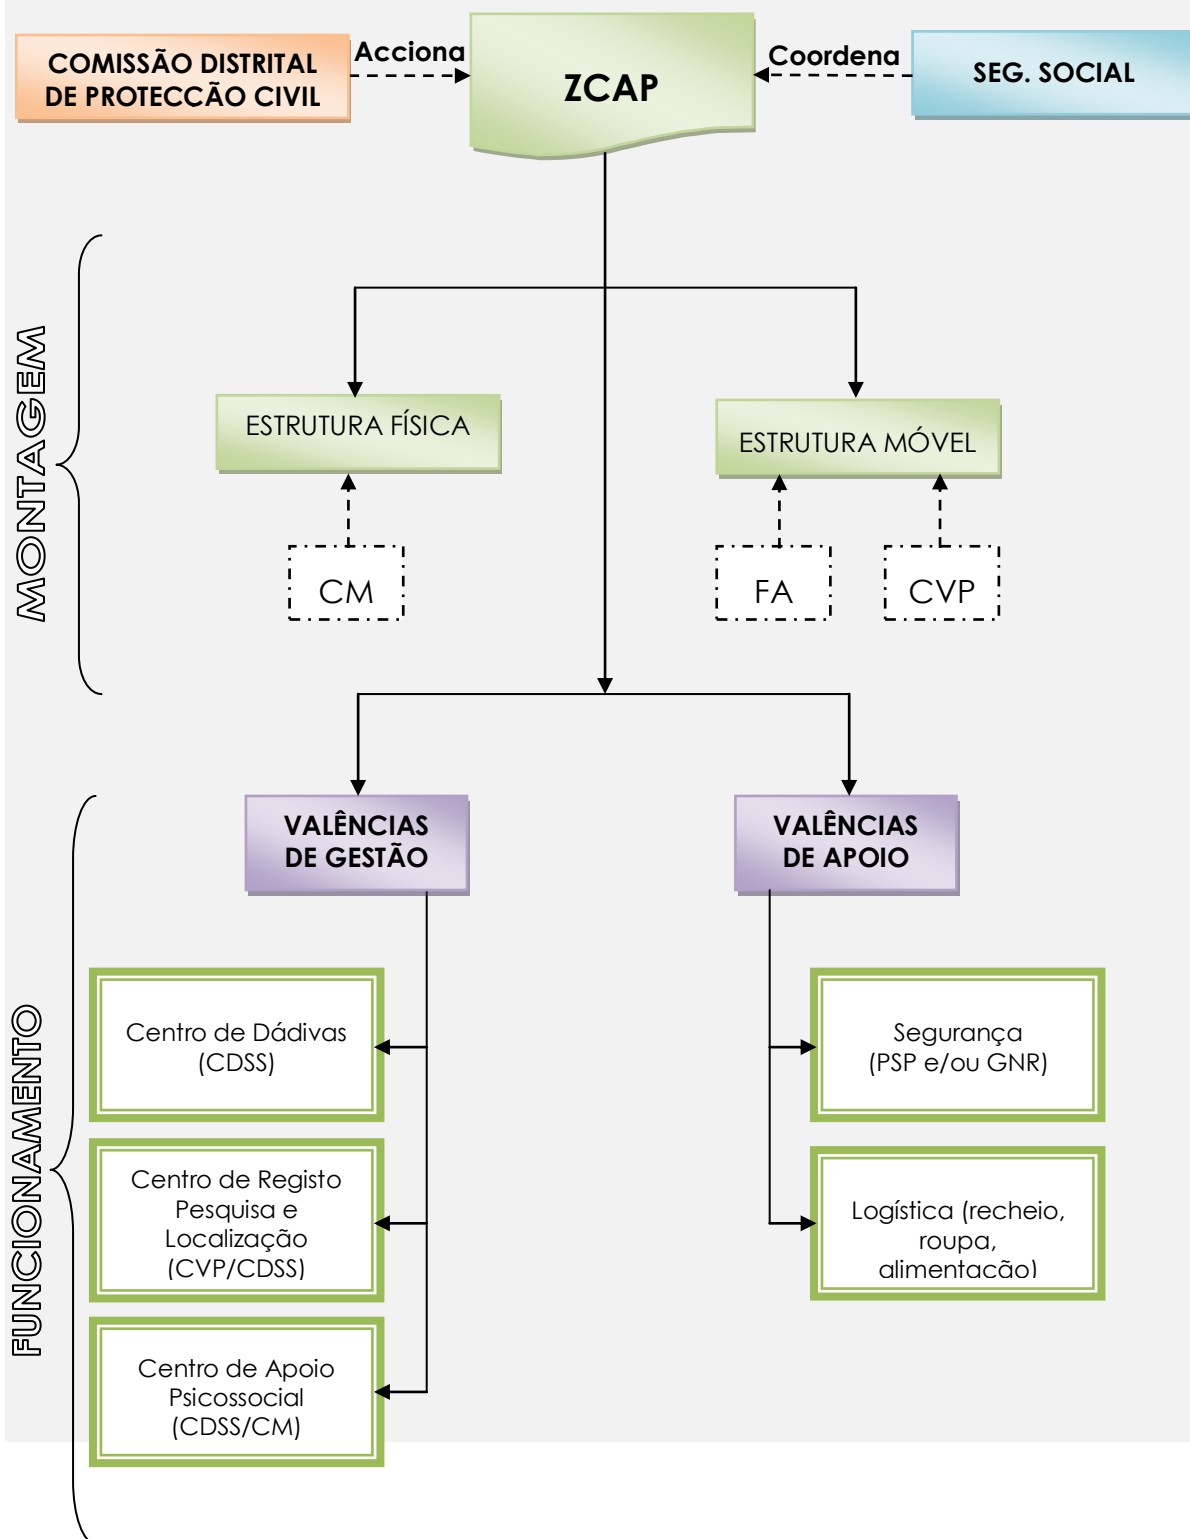 COMISSÃO DISTRITAL
DE PROTECÇÃO CIVIL
Acciona
ZCAP
Coordena
SEG. SOCIAL
MONTAGEM
ESTRUTURA FÍSICA
ESTRUTURA MÓVEL
CM
FA
CVP
FUNCIONAMENTO
VALÊNCIAS
DE GESTÃO
VALÊNCIAS
DE APOIO
Centro de Dádivas
(CDSS)
Segurança
(PSP e/ou GNR)
Centro de Registo
Pesquisa e
Localização
(CVP/CDSS)
Logística (recheio,
roupa,
alimentação)
Centro de Apoio
Psicossocial
(CDSS/CM)